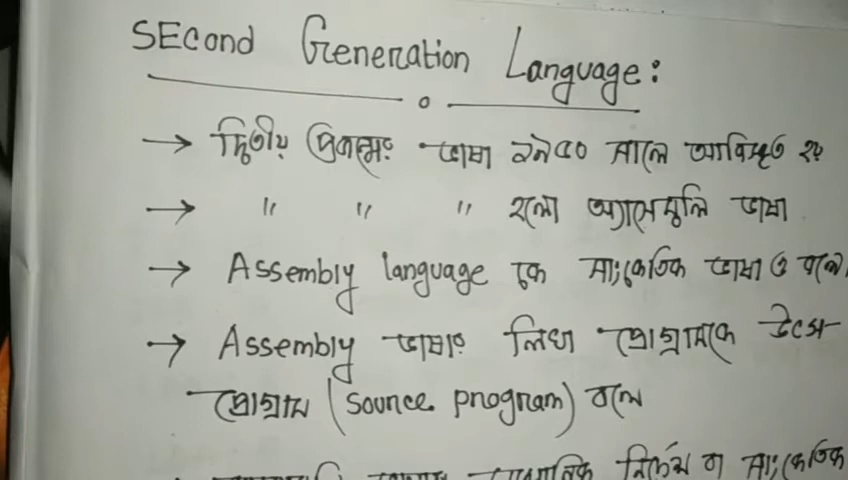 SEcond Generation Language:
→ দ্বিতীয় প্রজন্মের ভাষা ১৯৫০ সালে আবিষ্কৃত হয়
→ " " " হলো অ্যাসেম্বলি ভাষা
→ Assembly language কে সাংকেতিক ভাষা ও বলে
→ Assembly ভাষায় লিখা প্রোগ্রামকে উৎস
প্রোগ্রাম (source program) বলে
নির্দেশ বা সাংকেতিক